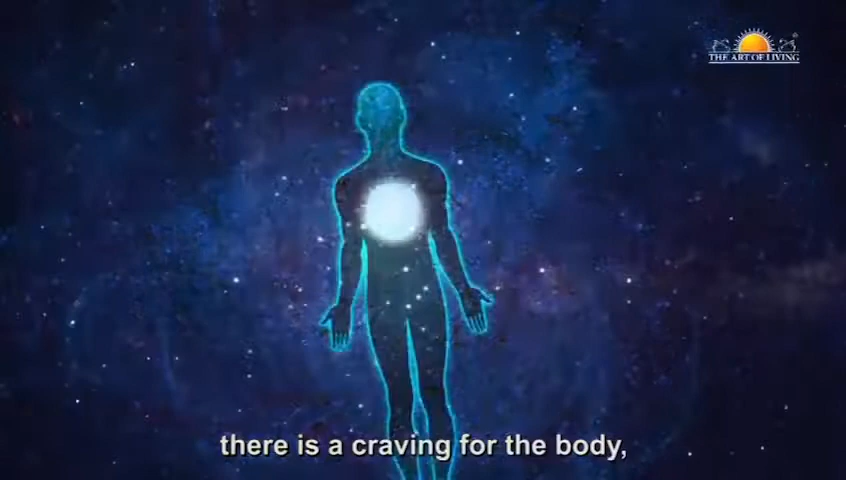 THE ART OF LIVING
there is a craving for the body,